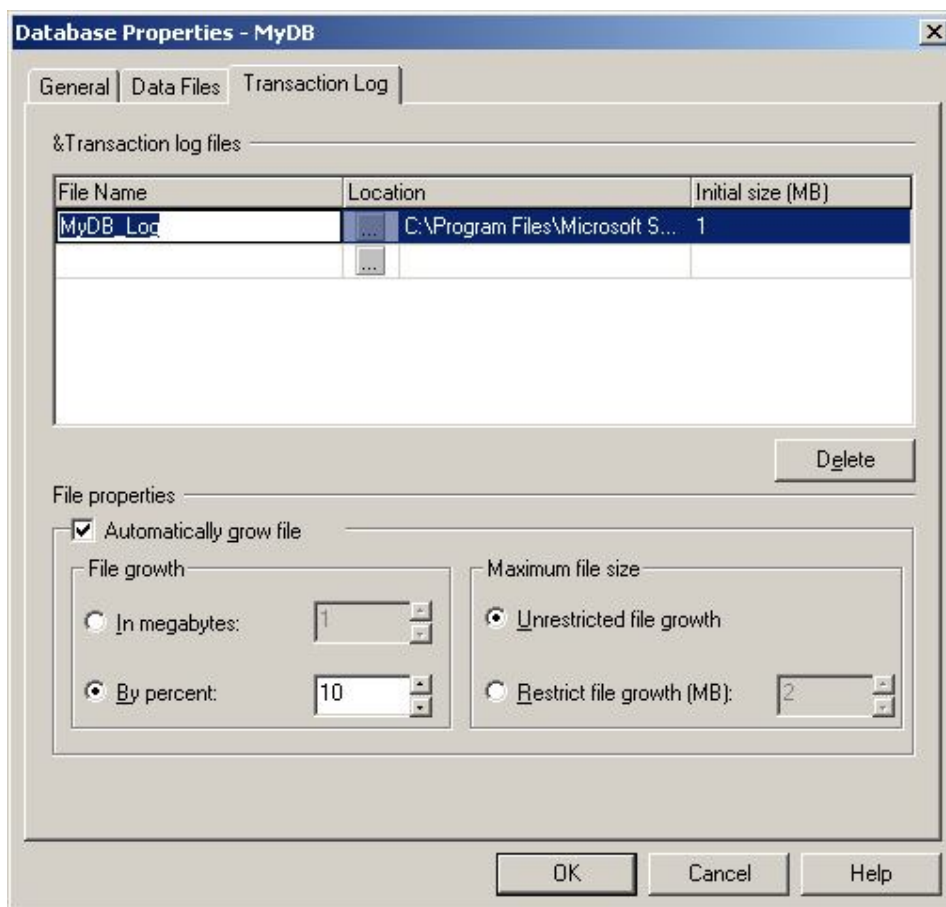 Database Properties - MyDB
General Data Files Transaction Log
&Transaction log files
File Name Location Initial size (MB)
MyDB_Log ... C:\Program Files\Microsoft S... 1
...
Delete
File properties
Automatically grow file
File growth Maximum file size
In megabytes: 1 Unrestricted file growth
By percent: 10 Restrict file growth (MB): 2
OK Cancel Help